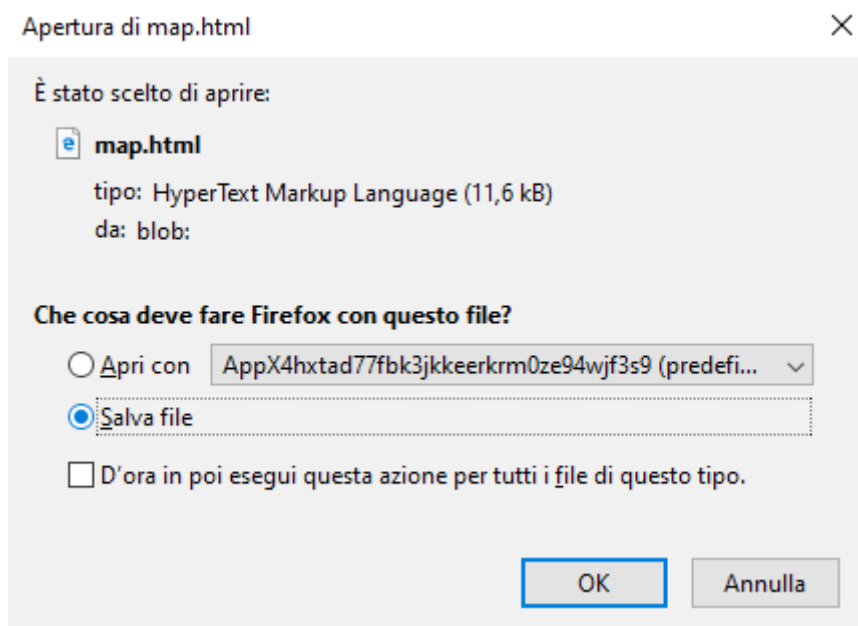 Apertura di map.html
È stato scelto di aprire:
map.html
tipo: HyperText Markup Language (11,6 kB)
da: blob:
Che cosa deve fare Firefox con questo file?
Apri con AppX4hxtad77fbk3jkkeerkrm0ze94wjf3s9 (predefi...
Salva file
D'ora in poi esegui questa azione per tutti i file di questo tipo.
OK Annulla